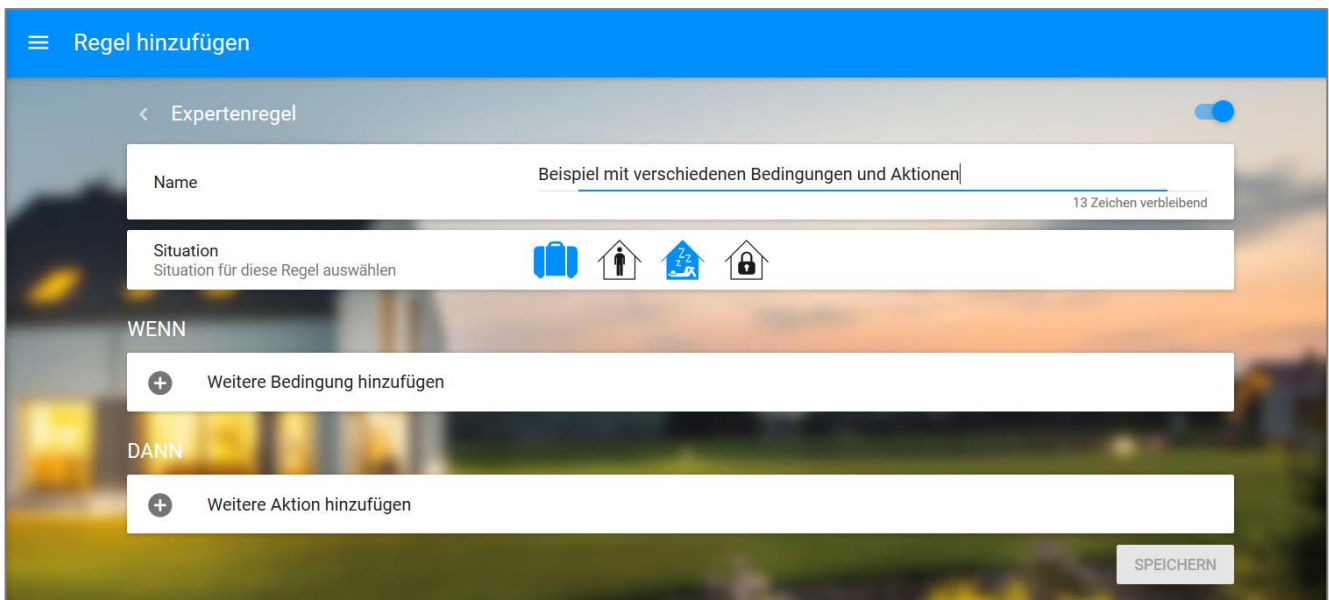 Regel hinzufügen
Expertenregel
Name
Beispiel mit verschiedenen Bedingungen und Aktionen
13 Zeichen verbleibend
Situation
Situation für diese Regel auswählen
Z Z Z
WENN
Weitere Bedingung hinzufügen
DANN
Weitere Aktion hinzufügen
SPEICHERN